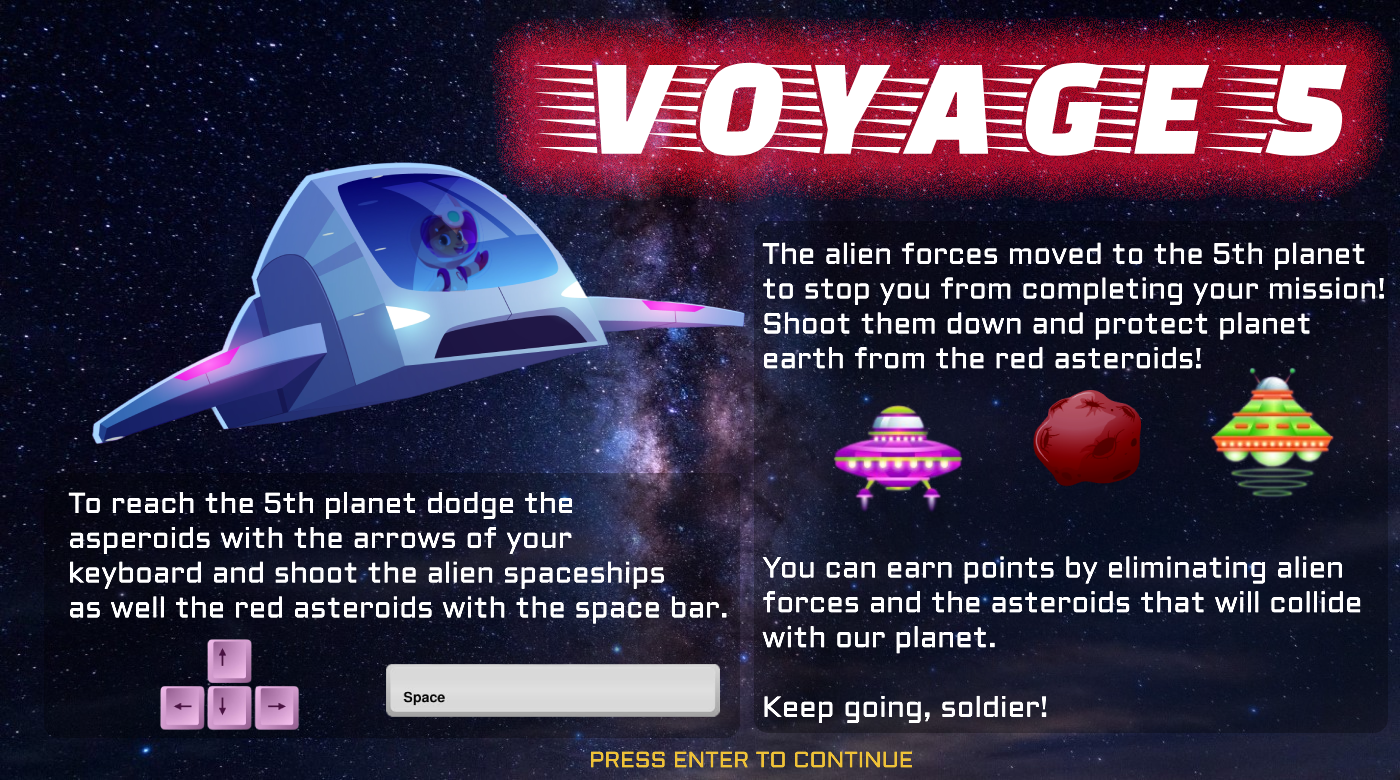 VOYAGE 5
The alien forces moved to the 5th planet
to stop you from completing your mission!
Shoot them down and protect planet
earth from the red asteroids!
To reach the 5th planet dodge the
asperoids with the arrows of your
keyboard and shoot the alien spaceships
as well the red asteroids with the space bar.
↑
← ↓ →
Space
You can earn points by eliminating alien
forces and the asteroids that will collide
with our planet.
Keep going, soldier!
PRESS ENTER TO CONTINUE